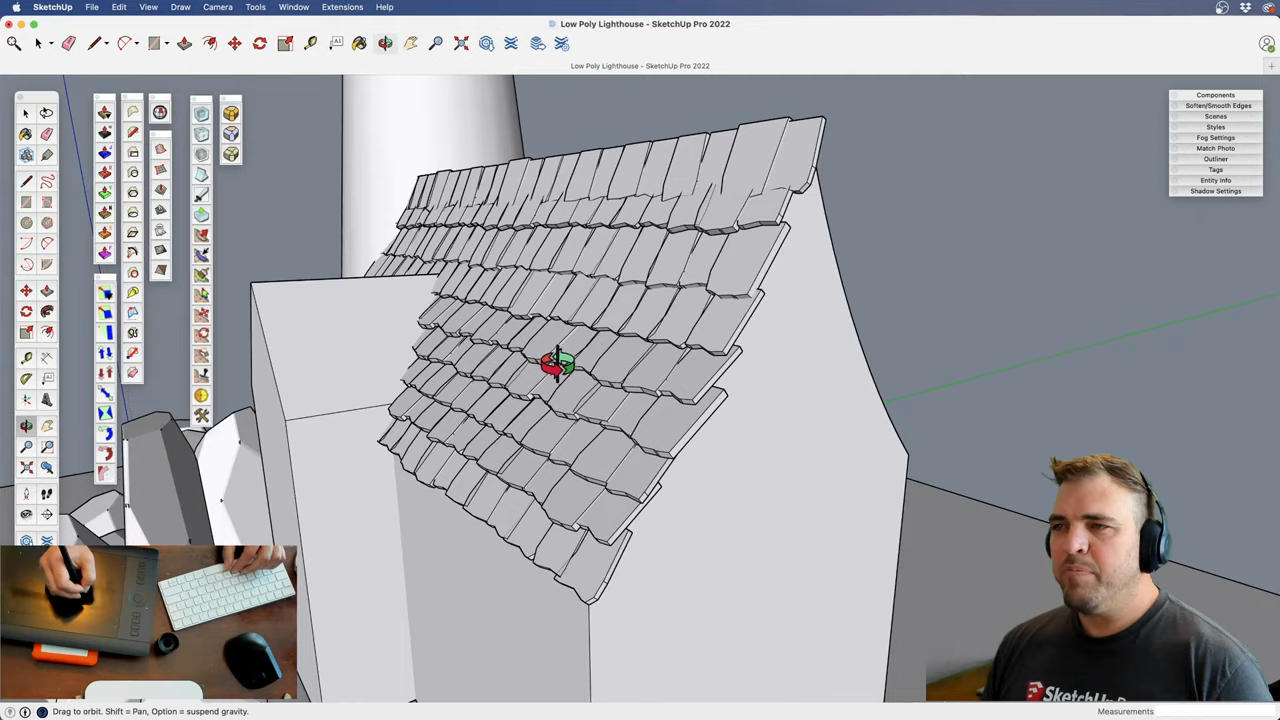 SketchUp File Edit View Draw Camera Tools Window Extensions Help
Low Poly Lighthouse - SketchUp Pro 2022
Low Poly Lighthouse - SketchUp Pro 2022
Components
Soften/Smooth Edges
Scenes
Styles
Fog Settings
Match Photo
Outliner
Tags
Entity Info
Shadow Settings
SketchUp
Drag to orbit. Shift = Pan, Option = suspend gravity.
Measurements